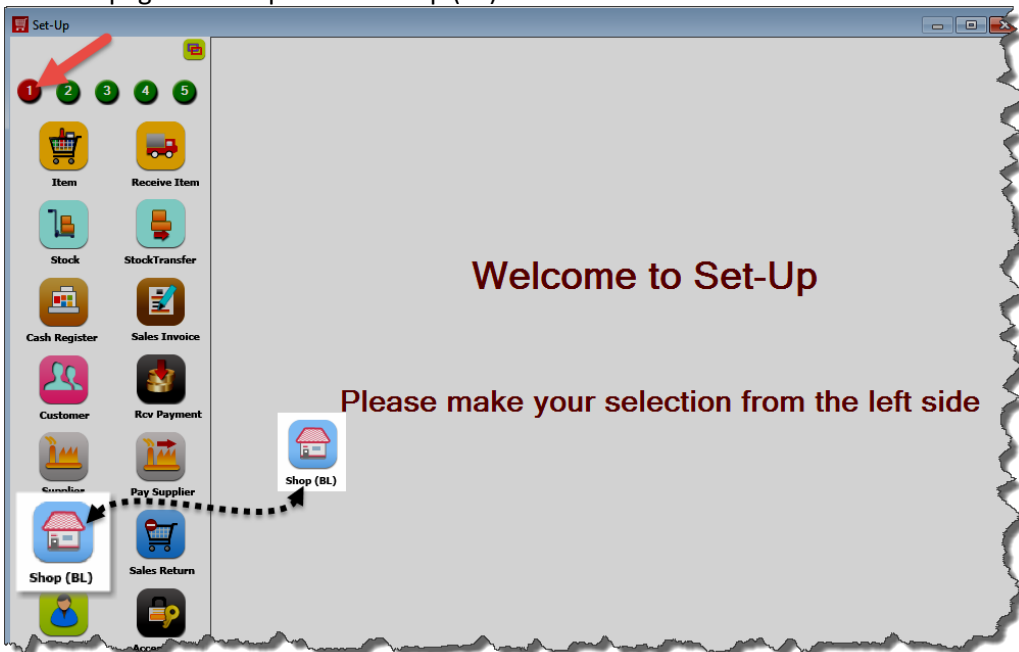 Set-Up
1 2 3 4 5
Item Receive Item
Stock StockTransfer
Cash Register Sales Invoice
Welcome to Set-Up
Customer Rcv Payment
Please make your selection from the left side
Shop (BL)
Supplier Pay Supplier
Shop (BL)
Sales Return